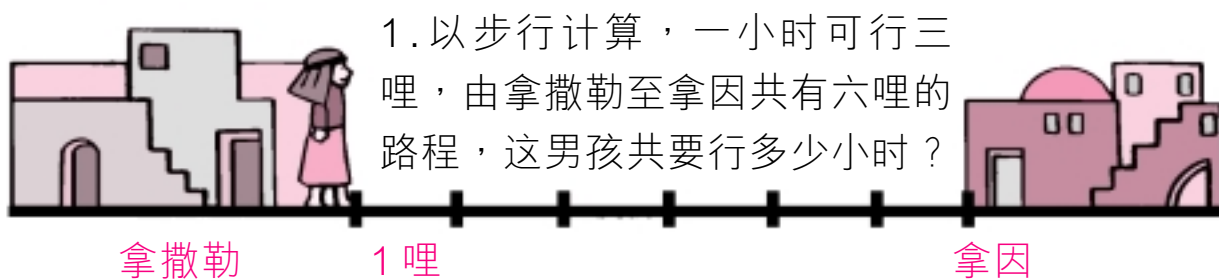 1.以步行计算，一小时可行三
哩，由拿撒勒至拿因共有六哩的
路程，这男孩共要行多少小时？
拿撒勒 1哩 拿因